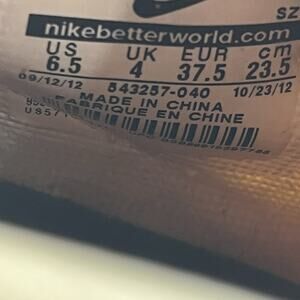 SZ
nikebetterworld.com
US UK EUR cm
6.5 4 37.5 23.5
09/12/12 543257-040 10/23/12
MADE IN CHINA
FABRIQUE EN CHINE